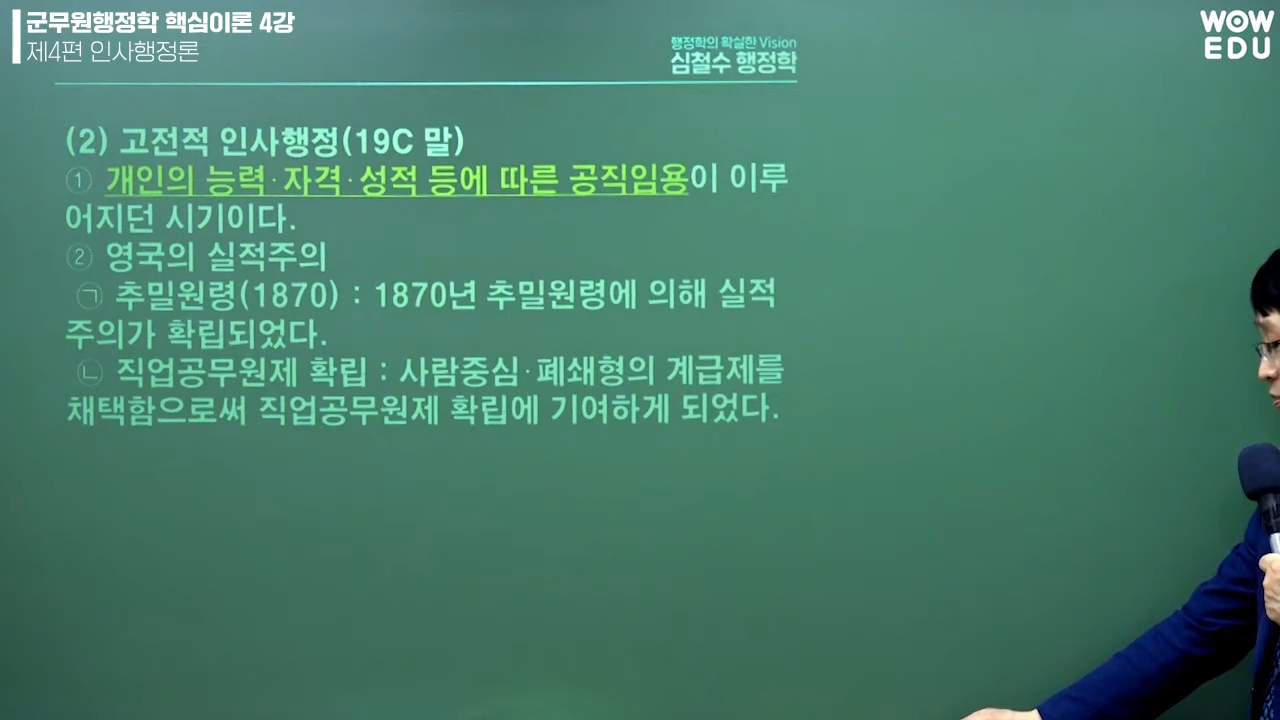 군무원행정학 핵심이론 4강
제4편 인사행정론
행정학의 확실한 Vision
심철수 행정학
WOW
EDU
(2) 고전적 인사행정(19C 말)
① 개인의 능력·자격·성적 등에 따른 공직임용이 이루
어지던 시기이다.
② 영국의 실적주의
㉠ 추밀원령(1870) : 1870년 추밀원령에 의해 실적
주의가 확립되었다.
㉡ 직업공무원제 확립 : 사람중심·폐쇄형의 계급제를
채택함으로써 직업공무원제 확립에 기여하게 되었다.